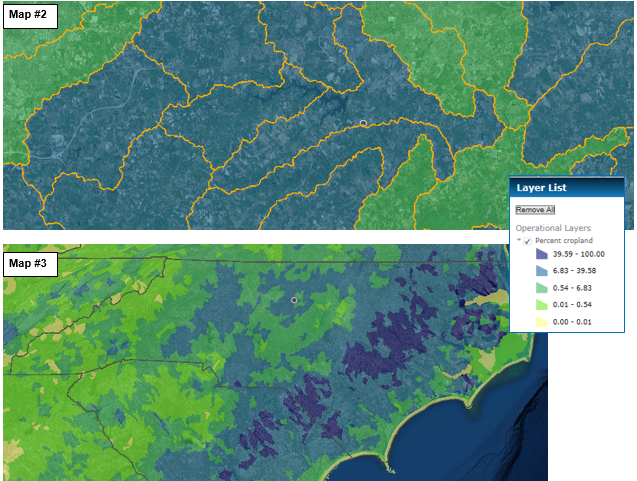 Map #2
Layer List
Remove All
Operational Layers
Percent cropland
39.59 - 100.00
6.83 - 39.58
0.54 - 6.83
0.01 - 0.54
0.00 - 0.01
Map #3